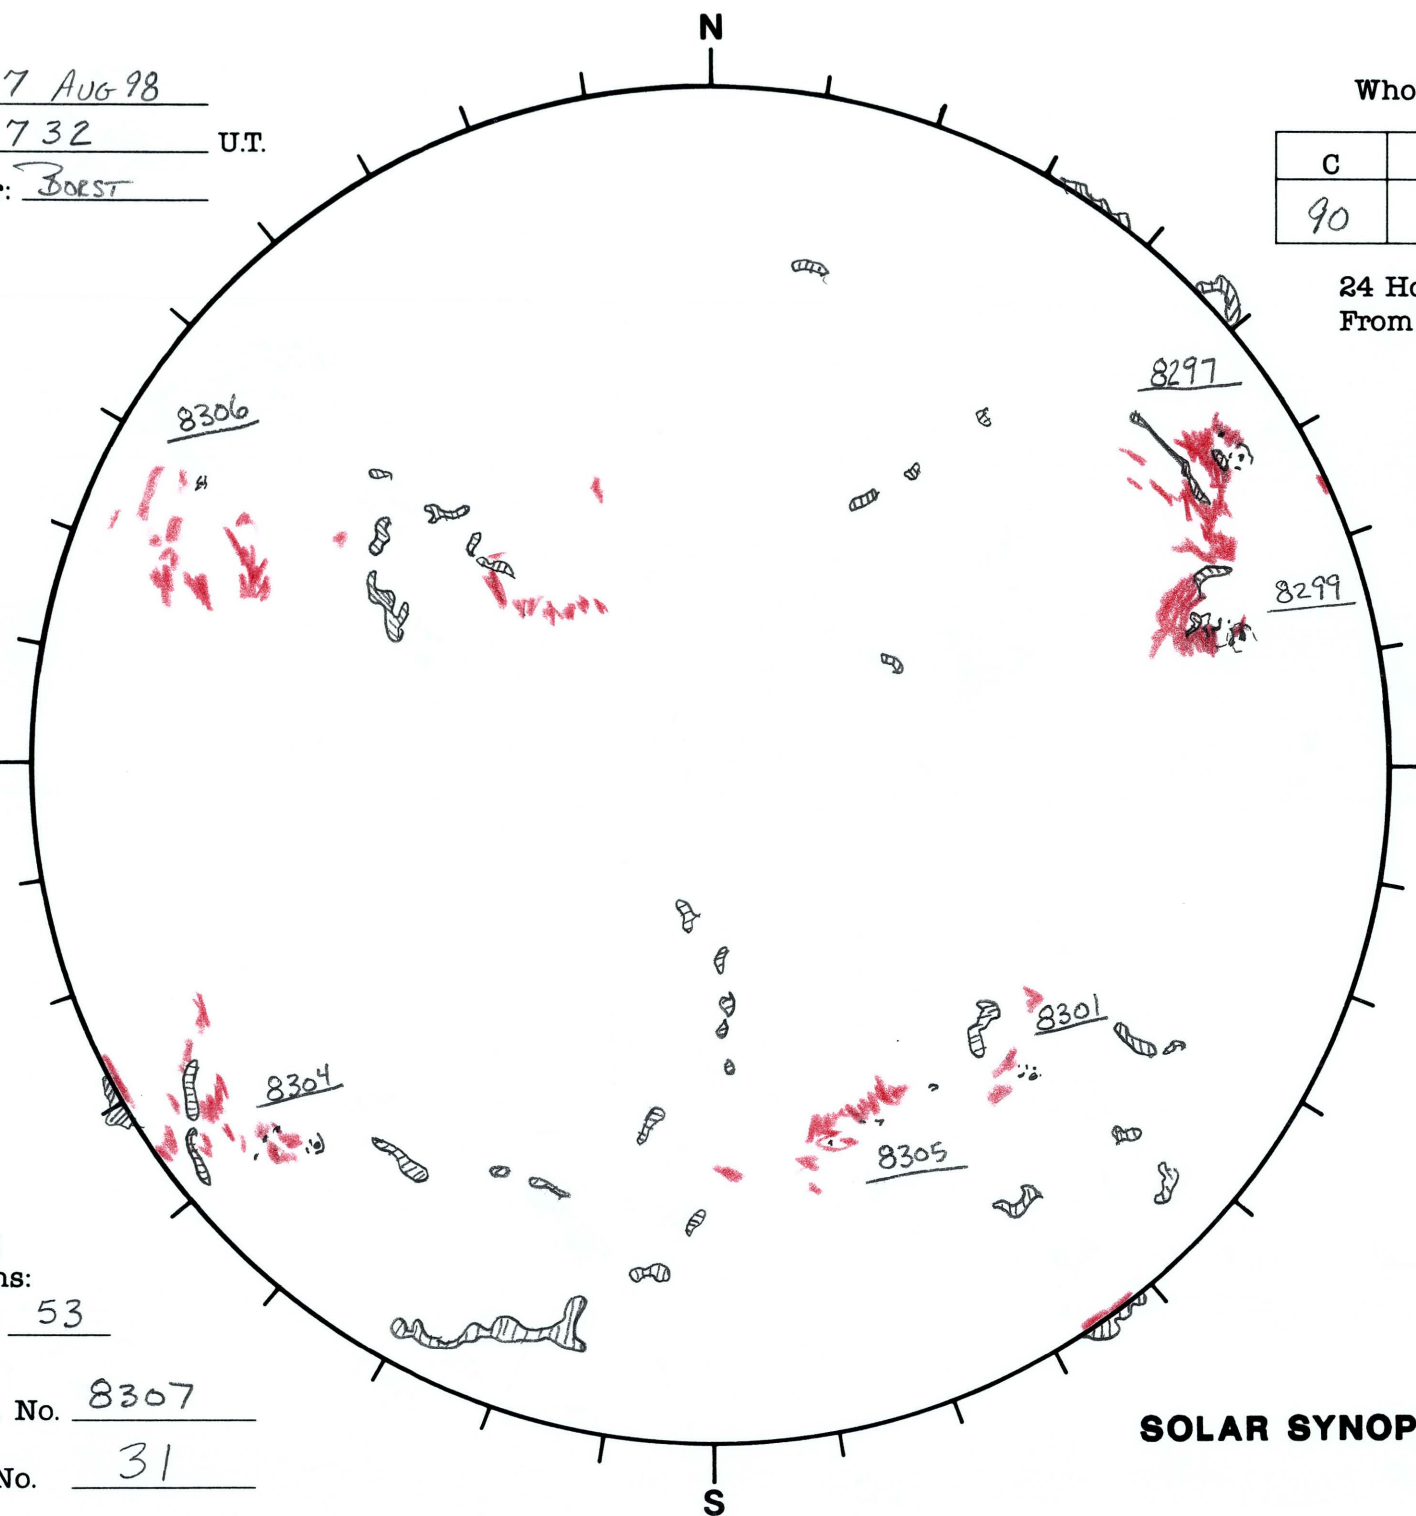 N
7 AUG 98
732 U.T.
: BORST
Who
C
90
24 Ho
From
8297
8306
8299
8301
8304
8305
ns:
53
No. 8307
No. 31
SOLAR SYNOP
S